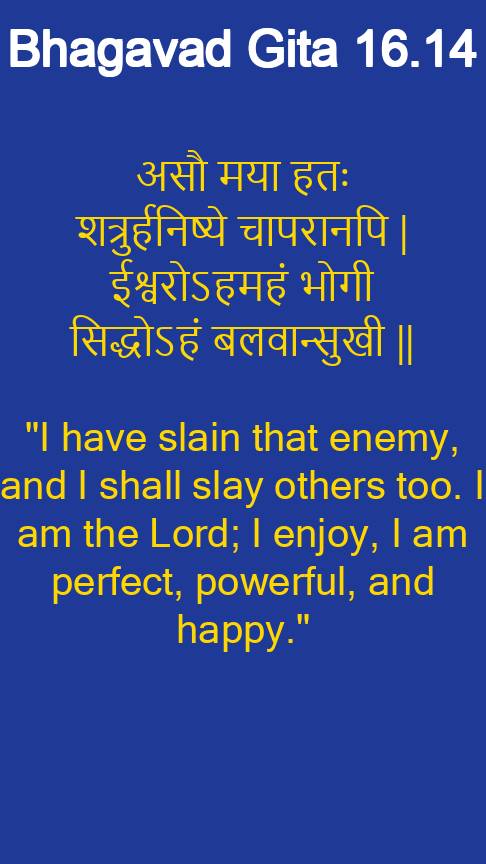 Bhagavad Gita 16.14
असौ मया हतः
शत्रुर्हनिष्ये चापरानपि |
ईश्वरोऽहमहं भोगी
सिद्धोऽहं बलवान्सुखी ||
"I have slain that enemy,
and I shall slay others too. I
am the Lord; I enjoy, I am
perfect, powerful, and
happy."